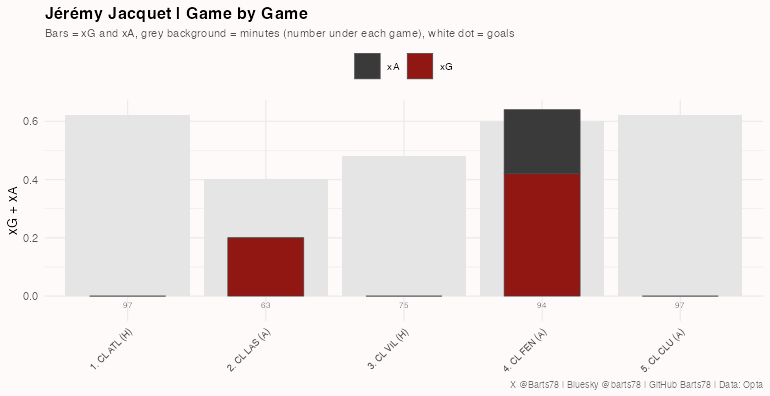 Jérémy Jacquet | Game by Game
Bars = xG and xA, grey background = minutes (number under each game), white dot = goals
xA xG
xG + xA
0.6
0.4
0.2
0.0
97 63 75 94 97
1. CL ATL (H)
2. CL LAS (A)
3. CL VIL (H)
4. CL FEN (A)
5. CL CLU (A)
X @Barts78 | Bluesky @barts78 | GitHub Barts78 | Data: Opta